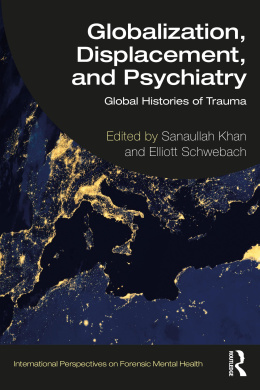 Globalization,
Displacement,
and Psychiatry
Global Histories of Trauma
Edited by Sanaullah Khan
and Elliott Schwebach
International Perspectives on Forensic Mental Health
ROUTLEDGE